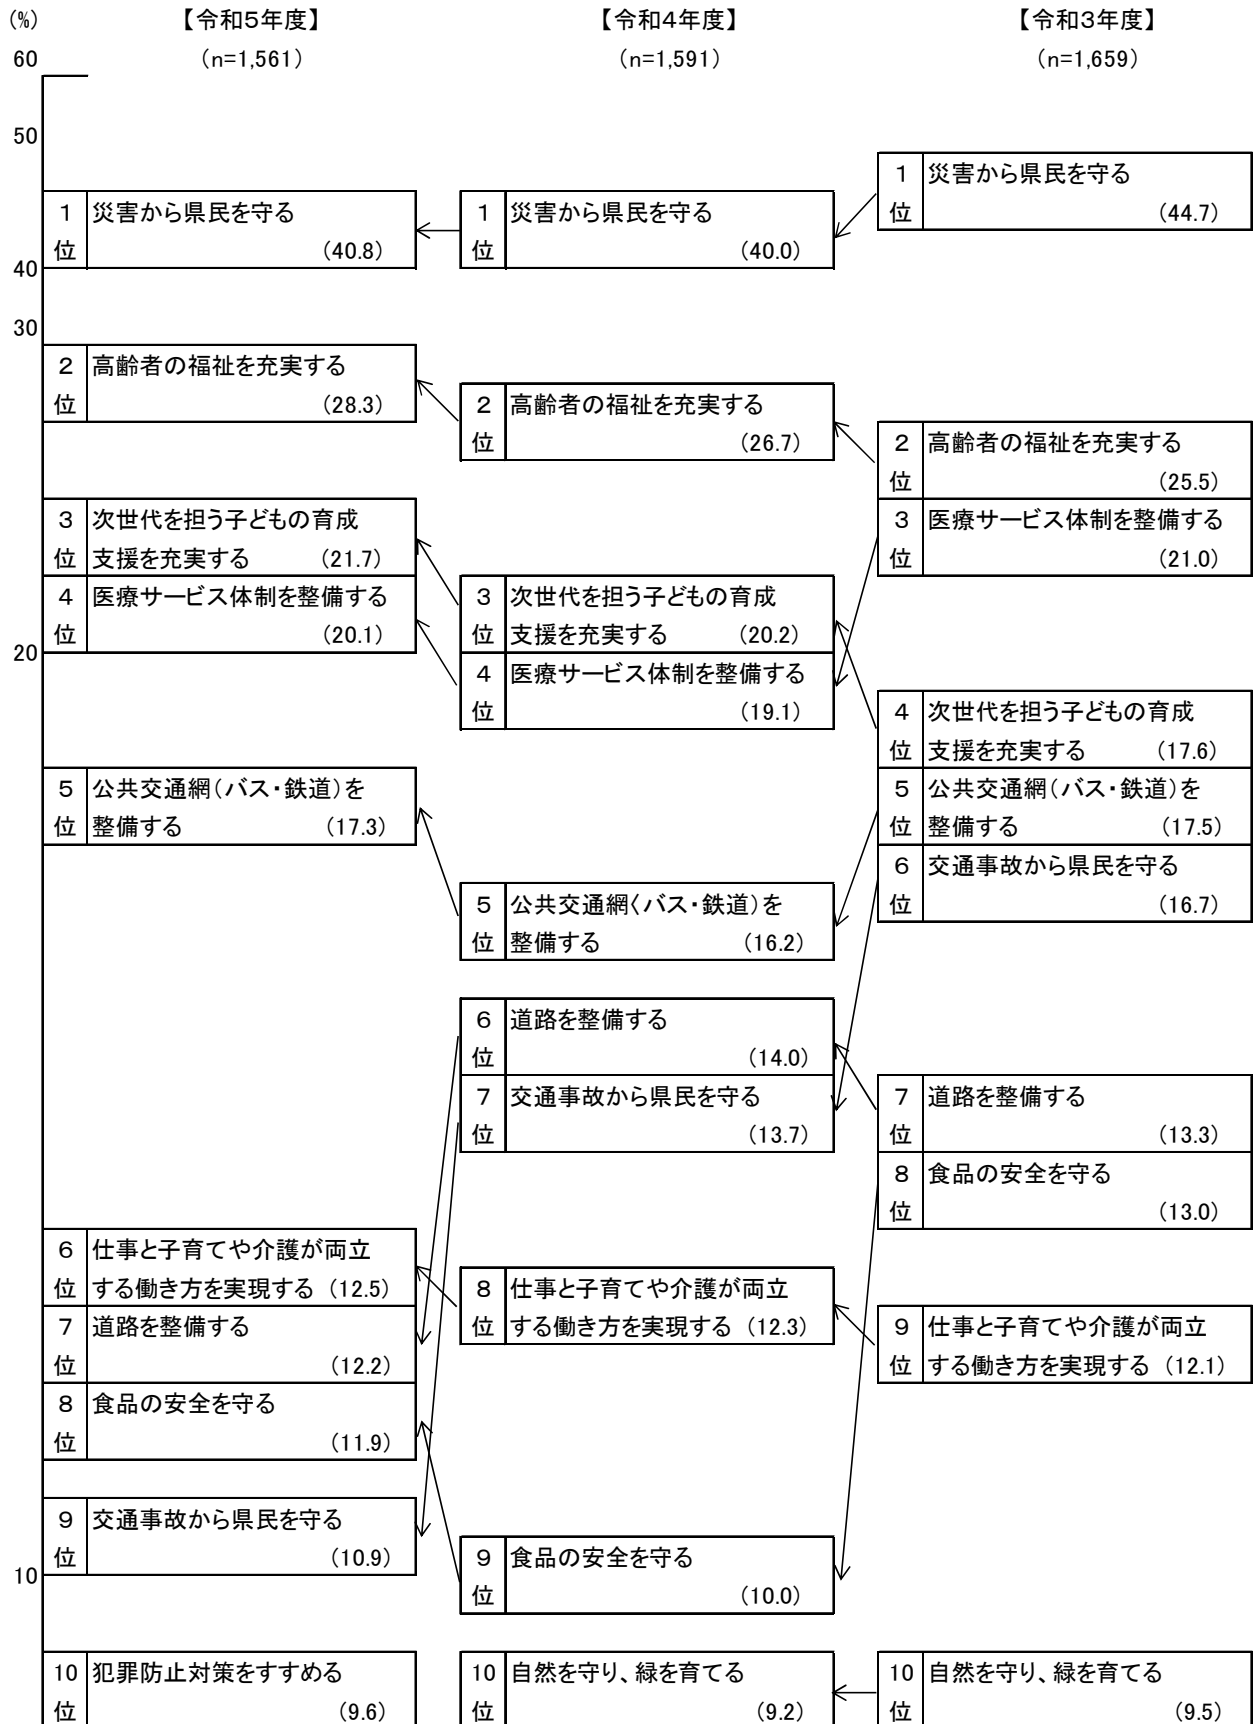 (%)
【令和5年度】
(n=1,561)
60
50
40
30
20
10
1位 災害から県民を守る
(40.8)
2位 高齢者の福祉を充実する
(28.3)
3位 次世代を担う子どもの育成
支援を充実する (21.7)
4位 医療サービス体制を整備する
(20.1)
5位 公共交通網(バス・鉄道)を
整備する (17.3)
6位 仕事と子育てや介護が両立
する働き方を実現する (12.5)
7位 道路を整備する
(12.2)
8位 食品の安全を守る
(11.9)
9位 交通事故から県民を守る
(10.9)
10位 犯罪防止対策をすすめる
(9.6)
【令和4年度】
(n=1,591)
1位 災害から県民を守る
(40.0)
2位 高齢者の福祉を充実する
(26.7)
3位 次世代を担う子どもの育成
支援を充実する (20.2)
4位 医療サービス体制を整備する
(19.1)
5位 公共交通網〈バス・鉄道)を
整備する (16.2)
6位 道路を整備する
(14.0)
7位 交通事故から県民を守る
(13.7)
8位 仕事と子育てや介護が両立
する働き方を実現する (12.3)
9位 食品の安全を守る
(10.0)
10位 自然を守り、緑を育てる
(9.2)
【令和3年度】
(n=1,659)
1位 災害から県民を守る
(44.7)
2位 高齢者の福祉を充実する
(25.5)
3位 医療サービス体制を整備する
(21.0)
4位 次世代を担う子どもの育成
支援を充実する (17.6)
5位 公共交通網(バス・鉄道)を
整備する (17.5)
6位 交通事故から県民を守る
(16.7)
7位 道路を整備する
(13.3)
8位 食品の安全を守る
(13.0)
9位 仕事と子育てや介護が両立
する働き方を実現する (12.1)
10位 自然を守り、緑を育てる
(9.5)